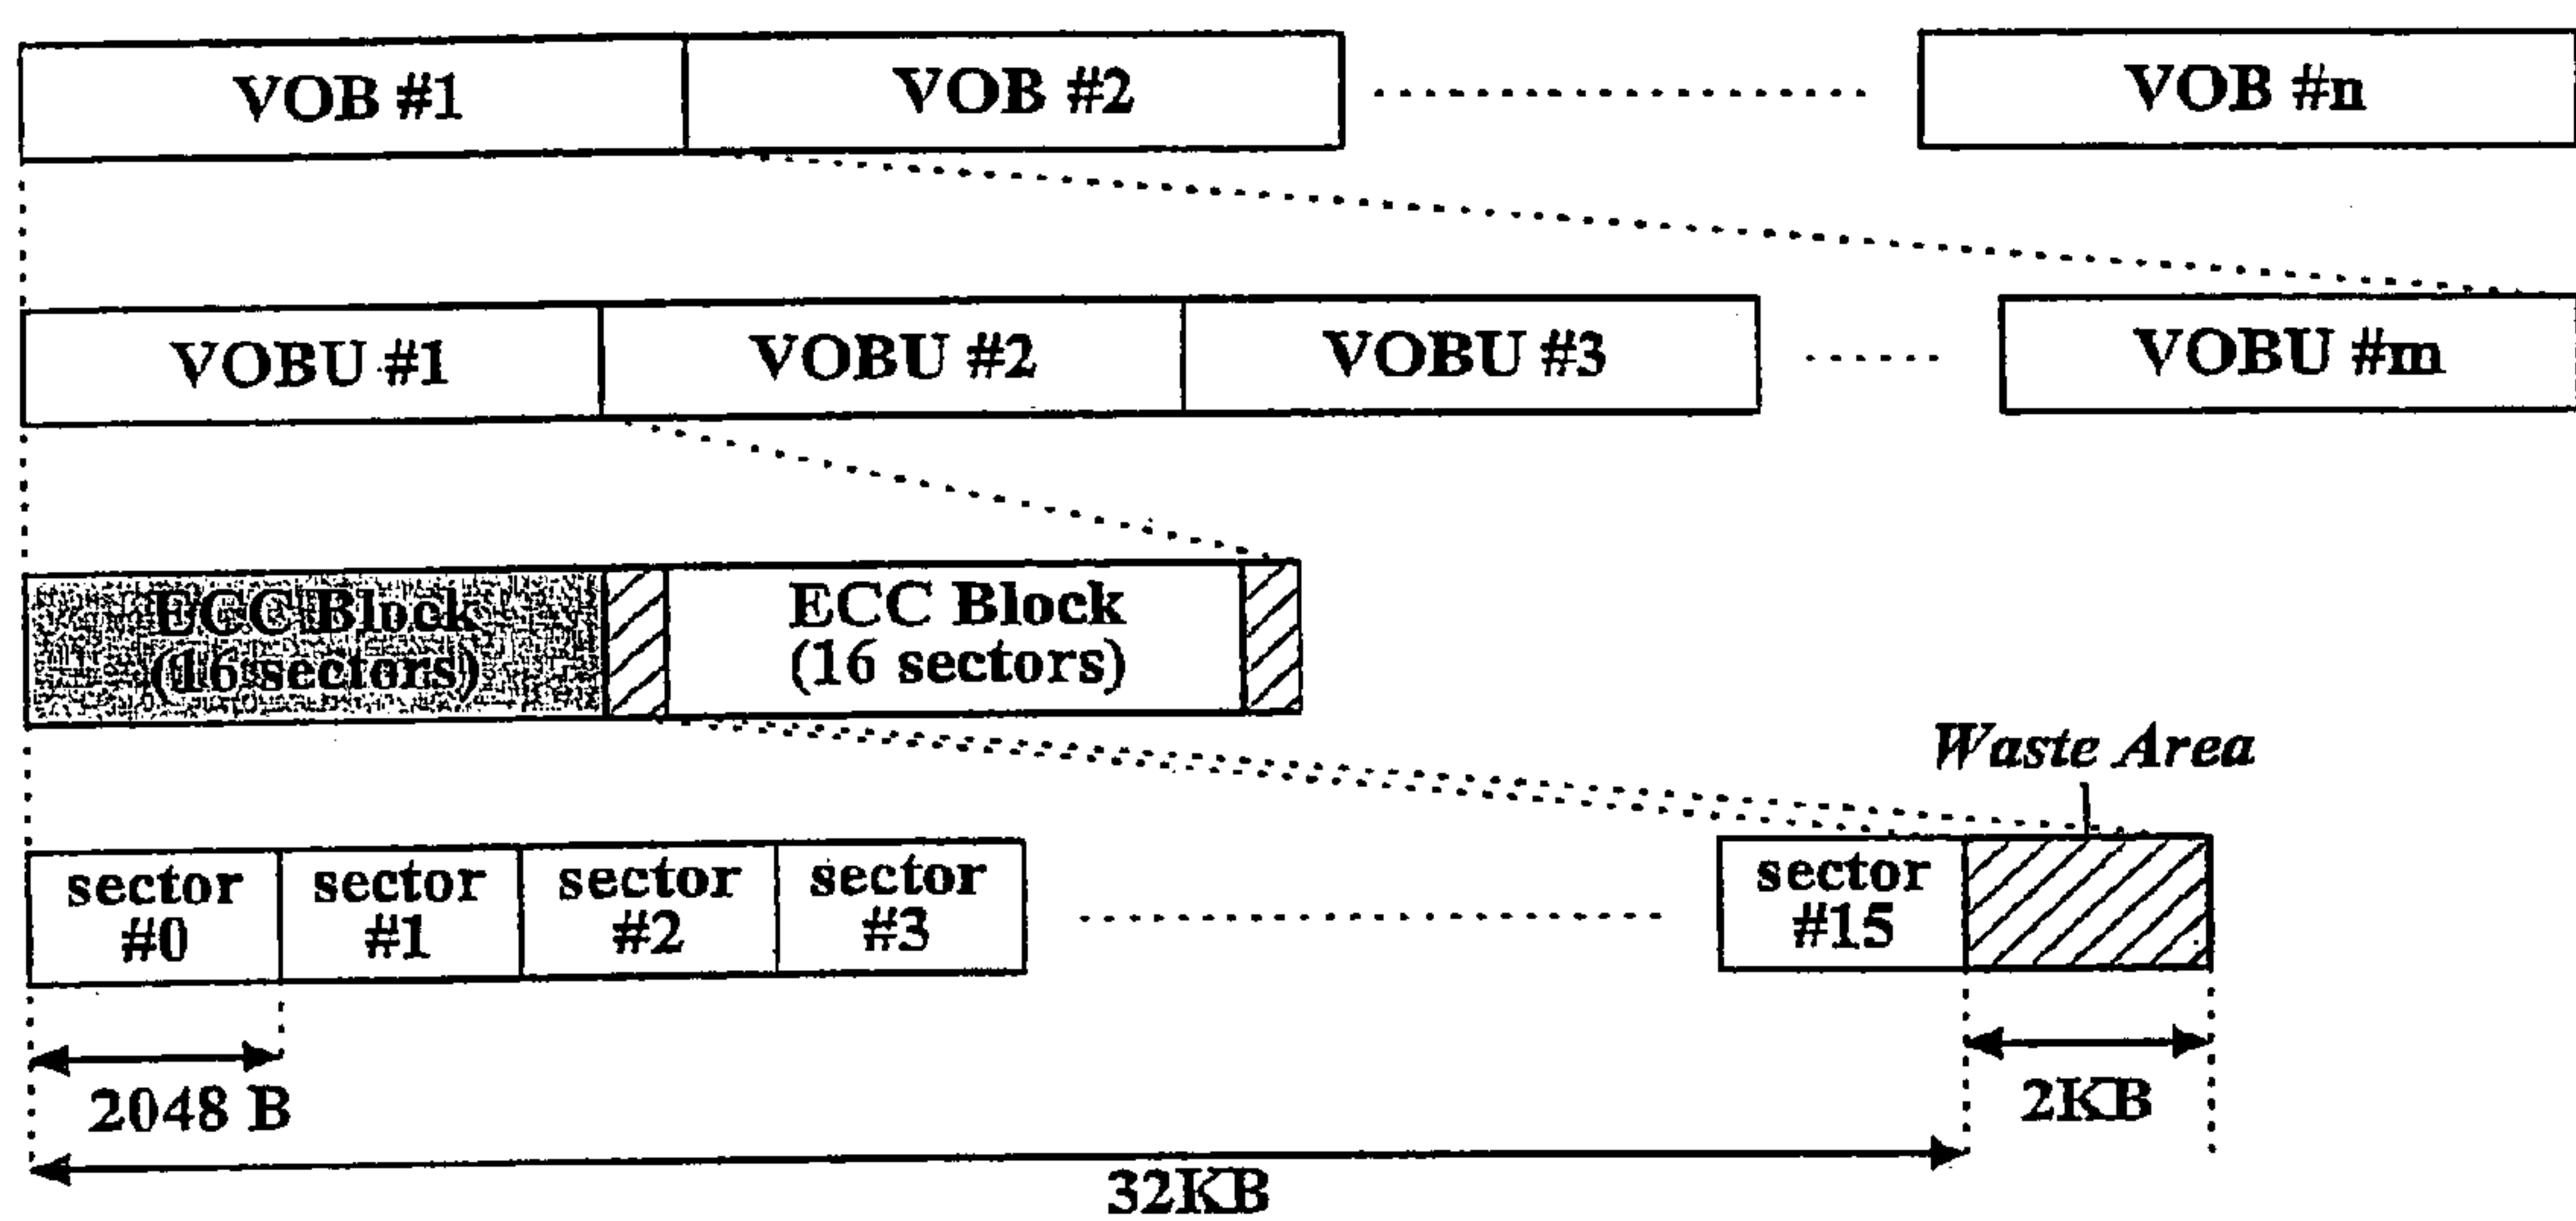 VOB #1
VOB #2
VOB #n
VOBU #1
VOBU #2
VOBU #3
VOBU #m
ECC Block
(16 sectors)
ECC Block
(16 sectors)
Waste Area
sector
#0
sector
#1
sector
#2
sector
#3
sector
#15
2048 B
2KB
32KB